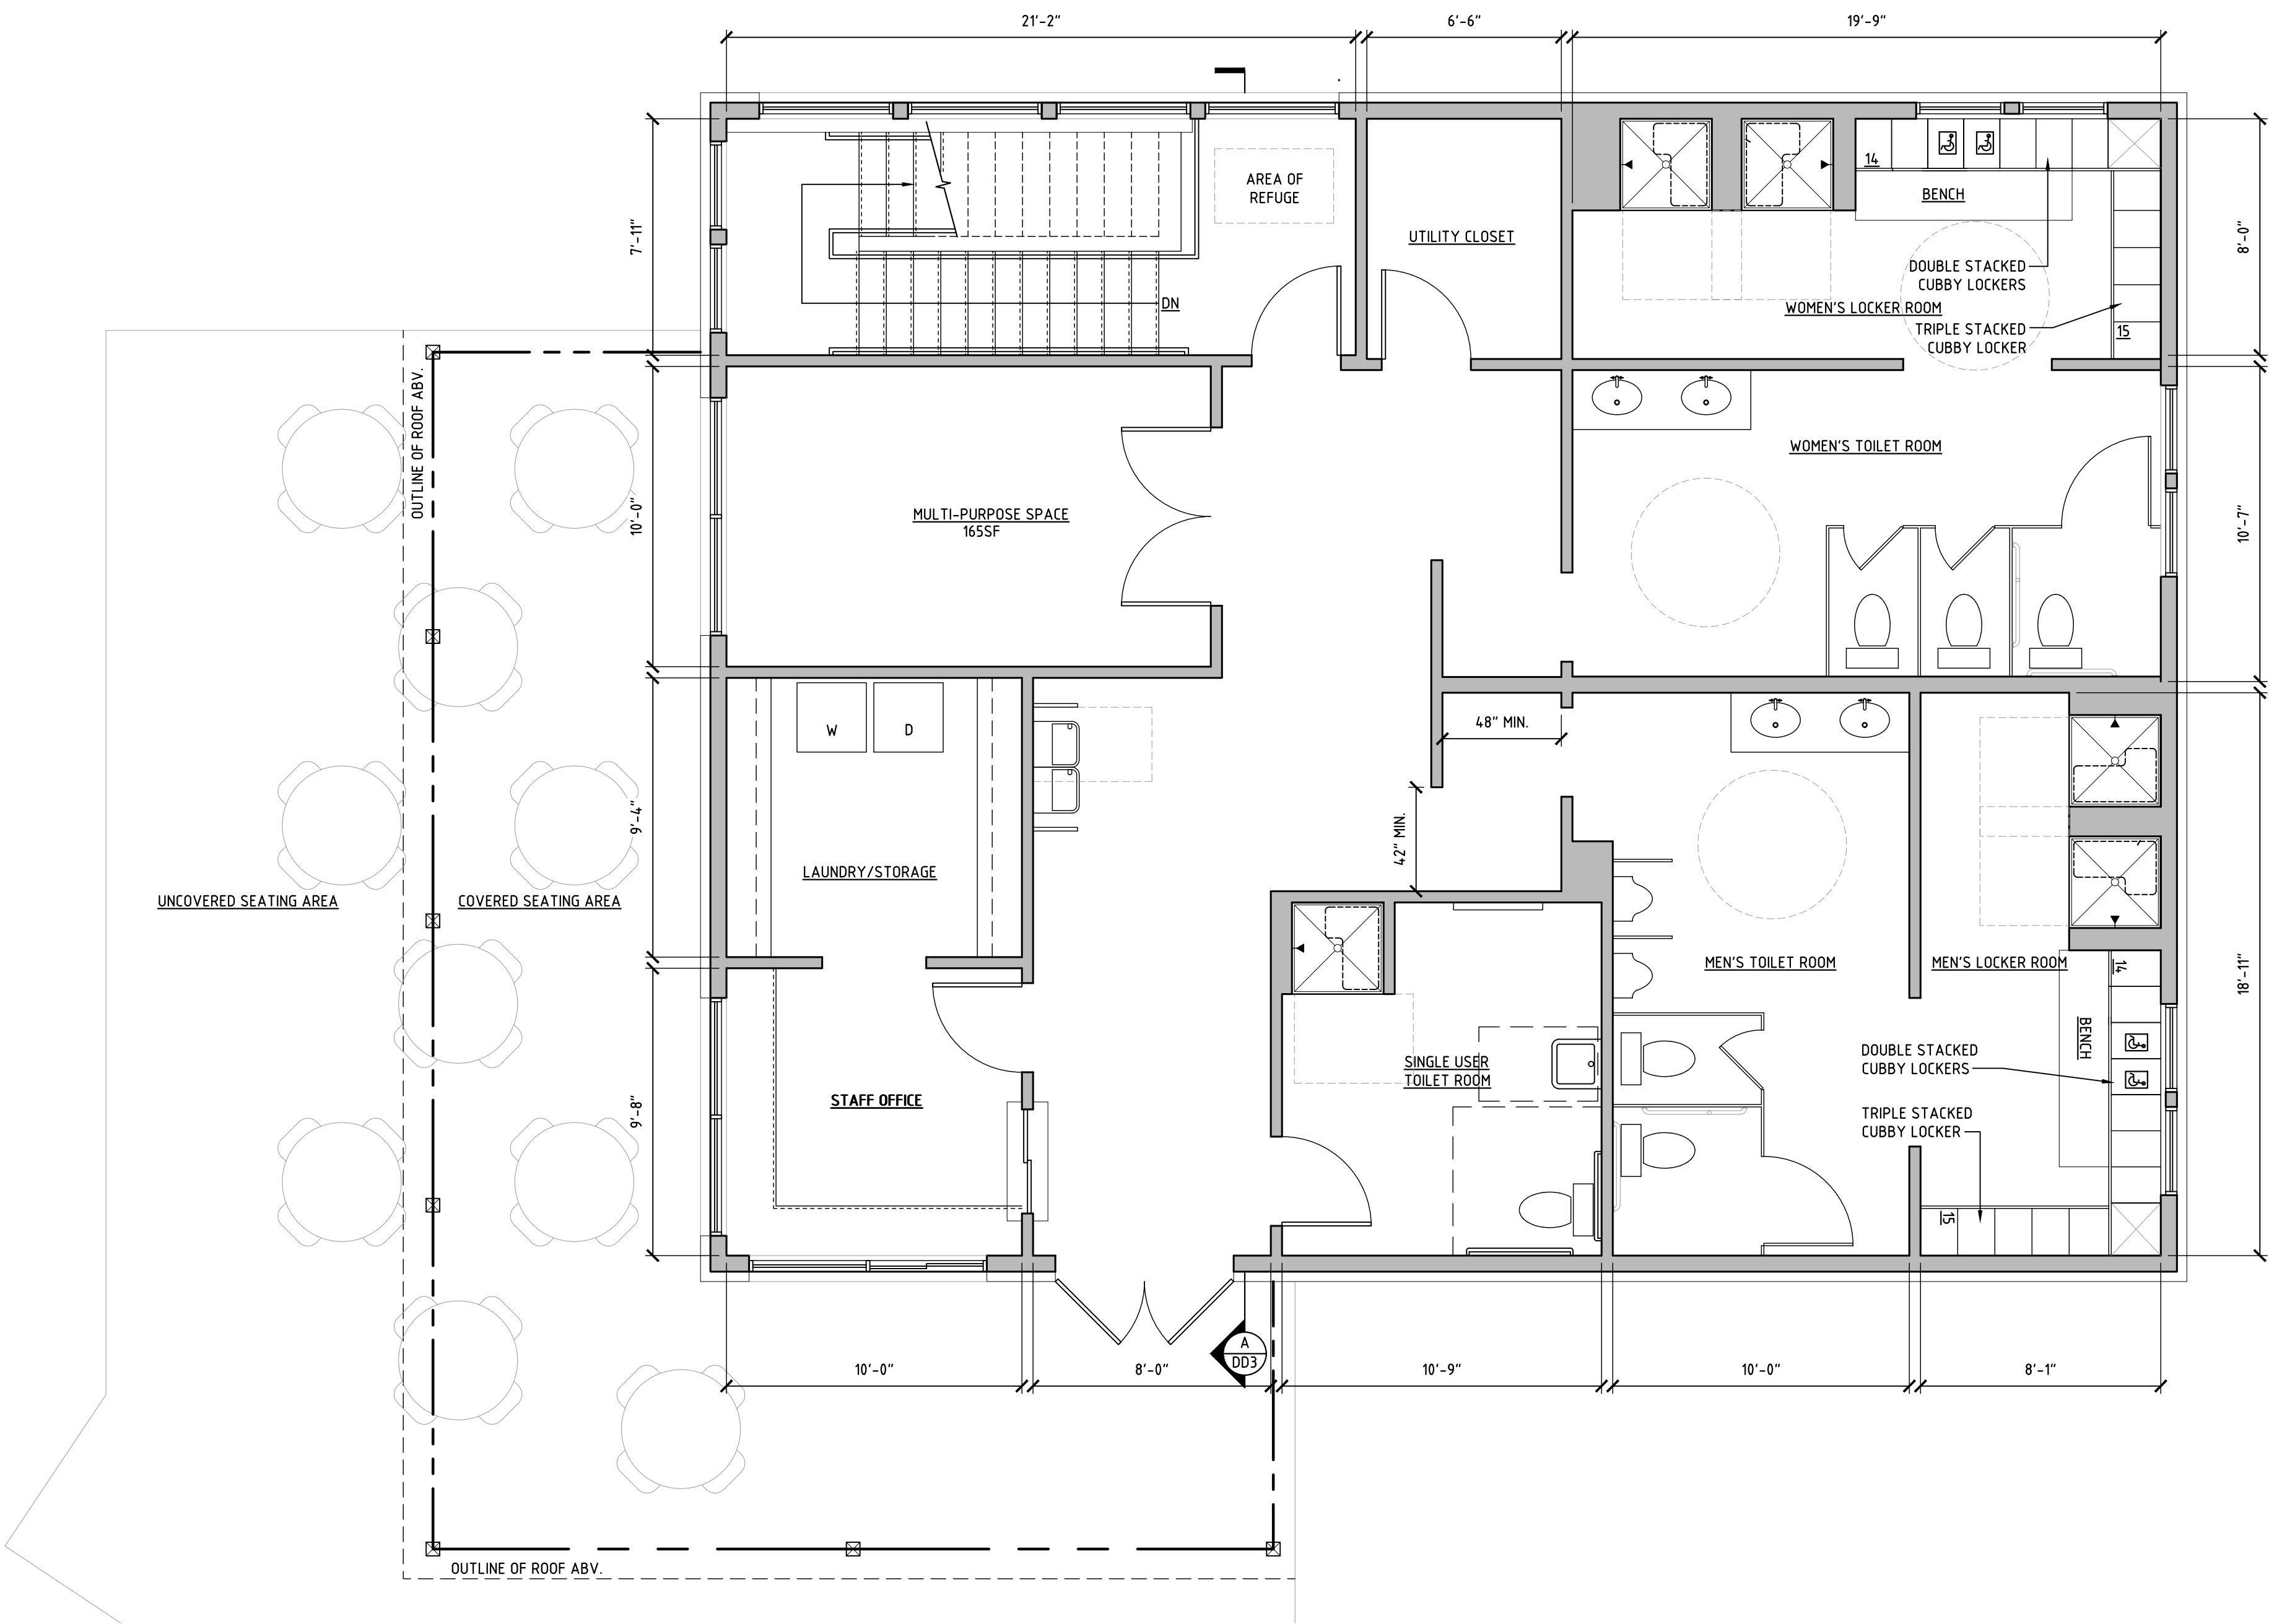 21'-2"
6'-6"
19'-9"
AREA OF
REFUGE
14
BENCH
7'-11"
UTILITY CLOSET
8'-0"
DOUBLE STACKED
CUBBY LOCKERS
DN
WOMEN'S LOCKER ROOM
TRIPLE STACKED
CUBBY LOCKER
15
OUTLINE OF ROOF ABV.
WOMEN'S TOILET ROOM
10'-0"
MULTI-PURPOSE SPACE
165SF
10'-7"
W
D
48" MIN.
9'-4"
42" MIN.
LAUNDRY/STORAGE
UNCOVERED SEATING AREA
COVERED SEATING AREA
MEN'S TOILET ROOM
MEN'S LOCKER ROOM
14
18'-11"
BENCH
SINGLE USER
TOILET ROOM
DOUBLE STACKED
CUBBY LOCKERS
STAFF OFFICE
9'-8"
TRIPLE STACKED
CUBBY LOCKER
15
A
DD3
10'-0"
8'-0"
10'-9"
10'-0"
8'-1"
OUTLINE OF ROOF ABV.